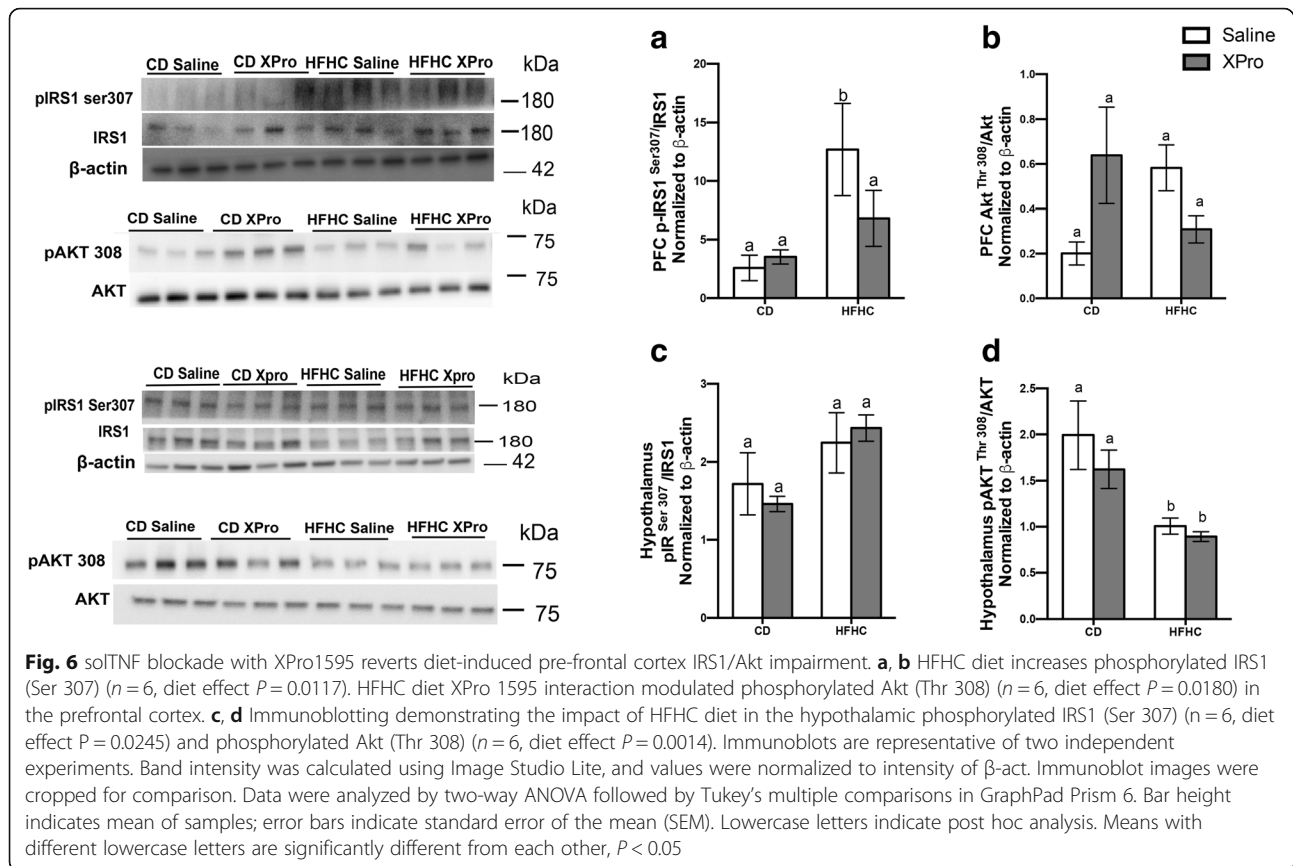 CD Saline CD XPro HFHC Saline HFHC XPro kDa
pIRS1 ser307
180
IRS1
180
β-actin
42
CD Saline CD XPro HFHC Saline HFHC XPro
75
pAKT 308
75
AKT
CD Saline CD Xpro HFHC Saline HFHC Xpro kDa
pIRS1 Ser307
180
IRS1
180
β-actin
42
CD Saline CD XPro HFHC Saline HFHC XPro kDa
pAKT 308
75
AKT
75
a
PFC p-IRS1 Ser307/IRS1
Normalized to β-actin
20
15
10
5
0
a a b a
CD HFHC
b
Saline
XPro
PFC Akt Thr 308/Akt
Normalized to β-actin
1.0
0.8
0.6
0.4
0.2
0.0
a a a a
CD HFHC
c
Hypothalamus
pIR Ser 307 /IRS1
Normalized to β-actin
3
2
1
0
a a a a
CD HFHC
d
Hypothalamus pAKT Thr 308/AKT
Normalized to β-actin
2.5
2.0
1.5
1.0
0.5
0.0
a a b b
CD HFHC
Fig. 6 solTNF blockade with XPro1595 reverts diet-induced pre-frontal cortex IRS1/Akt impairment. a, b HFHC diet increases phosphorylated IRS1
(Ser 307) (n = 6, diet effect P = 0.0117). HFHC diet XPro 1595 interaction modulated phosphorylated Akt (Thr 308) (n = 6, diet effect P = 0.0180) in
the prefrontal cortex. c, d Immunoblotting demonstrating the impact of HFHC diet in the hypothalamic phosphorylated IRS1 (Ser 307) (n = 6, diet
effect P = 0.0245) and phosphorylated Akt (Thr 308) (n = 6, diet effect P = 0.0014). Immunoblots are representative of two independent
experiments. Band intensity was calculated using Image Studio Lite, and values were normalized to intensity of β-act. Immunoblot images were
cropped for comparison. Data were analyzed by two-way ANOVA followed by Tukey's multiple comparisons in GraphPad Prism 6. Bar height
indicates mean of samples; error bars indicate standard error of the mean (SEM). Lowercase letters indicate post hoc analysis. Means with
different lowercase letters are significantly different from each other, P < 0.05